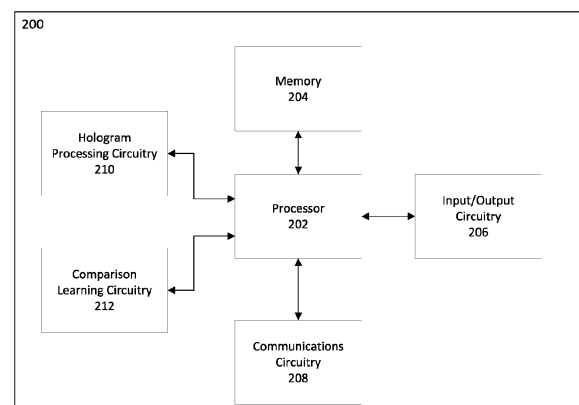 200
Memory
204
Hologram
Processing Circuitry
210
Processor
202
Input/Output
Circuitry
206
Comparison
Learning Circuitry
212
Communications
Circuitry
208